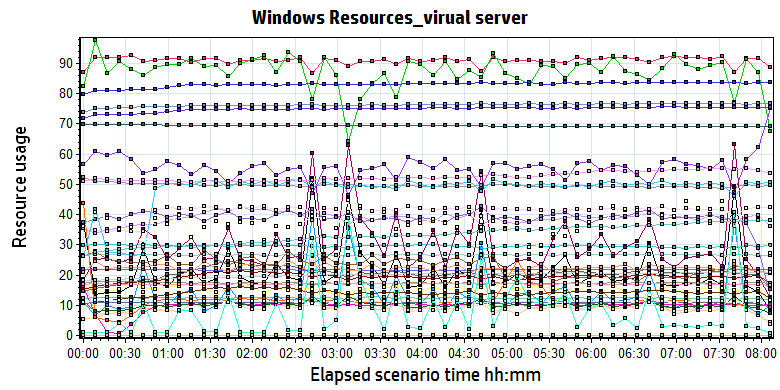 Windows Resources_virual server
Resource usage
90
80
70
60
50
40
30
20
10
0
00:00 00:30 01:00 01:30 02:00 02:30 03:00 03:30 04:00 04:30 05:00 05:30 06:00 06:30 07:00 07:30 08:00
Elapsed scenario time hh:mm